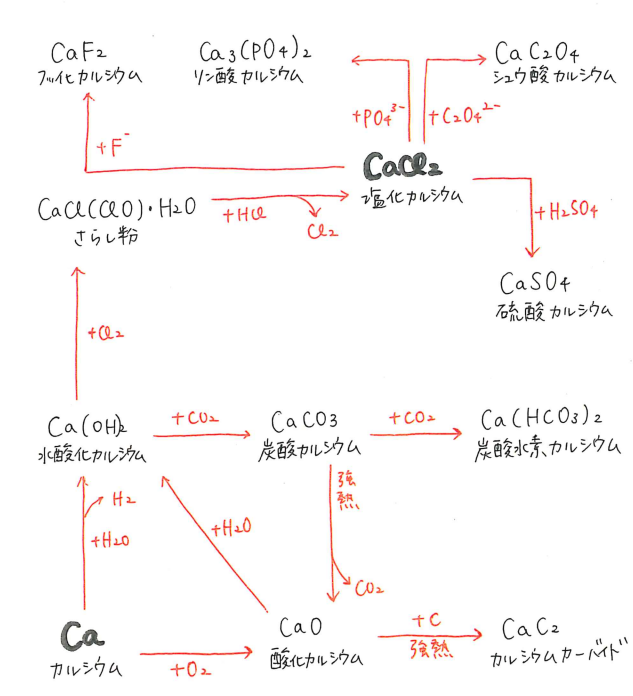 CaF2
フッ化カルシウム
Ca3(PO4)2
リン酸カルシウム
CaC2O4
シュウ酸カルシウム
+PO4³⁻
+C2O4²⁻
+F⁻
CaCl2
塩化カルシウム
CaCl(ClO)・H2O
さらし粉
+HCl
Cl2
+H2SO4
CaSO4
硫酸カルシウム
+Cl2
Ca(OH)2
水酸化カルシウム
+CO2
CaCO3
炭酸カルシウム
+CO2
Ca(HCO3)2
炭酸水素カルシウム
H2
+H2O
+H2O
強
熱
CO2
Ca
カルシウム
+O2
CaO
酸化カルシウム
+C
強熱
CaC2
カルシウムカーバイド